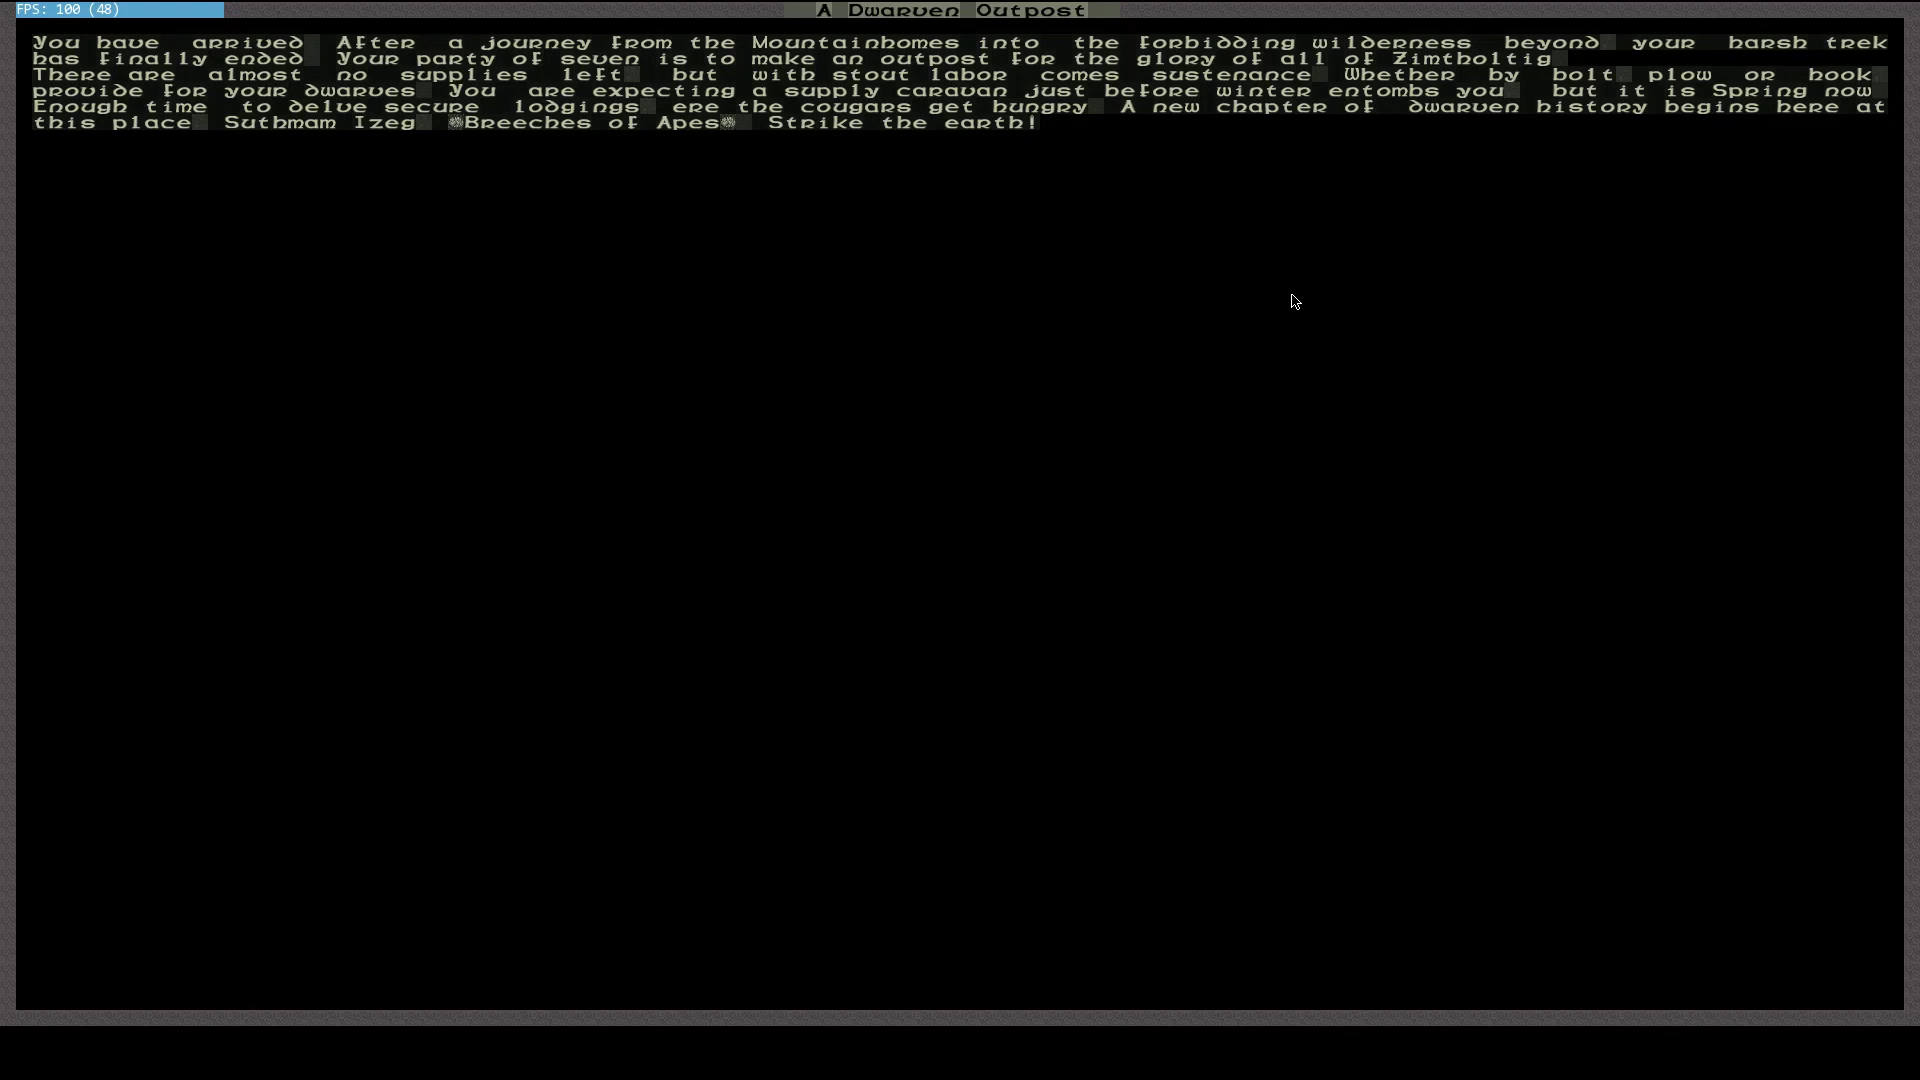 FPS: 100 (48)
A Dwarven Outpost
You have arrived. After a journey from the Mountainhomes into the forbidding wilderness beyond, your harsh trek
has finally ended. Your party of seven is to make an outpost for the glory of all of Zimtholtig.
There are almost no supplies left, but with stout labor comes sustenance. Whether by bolt, plow or hook,
provide for your dwarves. You are expecting a supply caravan just before winter entombs you, but it is Spring now.
Enough time to delve secure lodgings, ere the cougars get hungry. A new chapter of dwarven history begins here at
this place, Suthmam Izeg, "Breeches of Apes". Strike the earth!